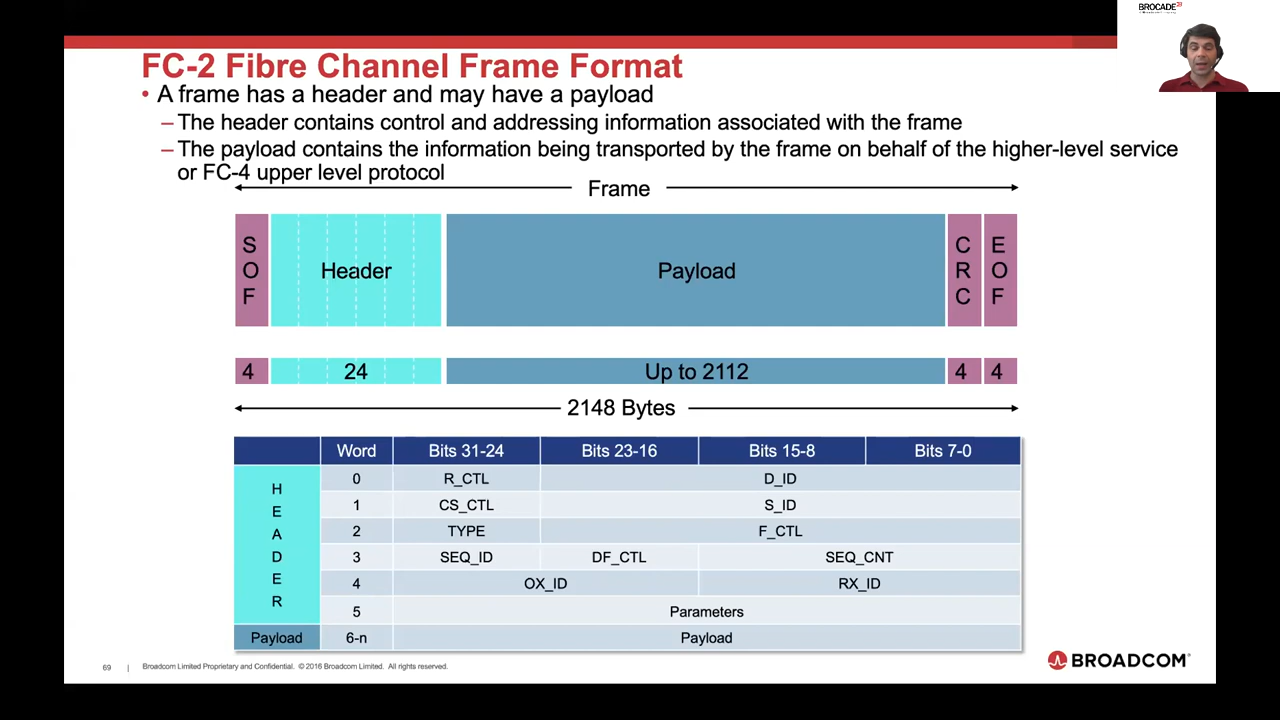 BROCADE
FC-2 Fibre Channel Frame Format
• A frame has a header and may have a payload
– The header contains control and addressing information associated with the frame
– The payload contains the information being transported by the frame on behalf of the higher-level service
or FC-4 upper level protocol
Frame
SOF Header Payload CRC EOF
4 24 Up to 2112 4 4
2148 Bytes
Word Bits 31-24 Bits 23-16 Bits 15-8 Bits 7-0
HEADER
0 R_CTL D_ID
1 CS_CTL S_ID
2 TYPE F_CTL
3 SEQ_ID DF_CTL SEQ_CNT
4 OX_ID RX_ID
5 Parameters
Payload 6-n Payload
69 | Broadcom Limited Proprietary and Confidential. © 2016 Broadcom Limited. All rights reserved.
BROADCOM